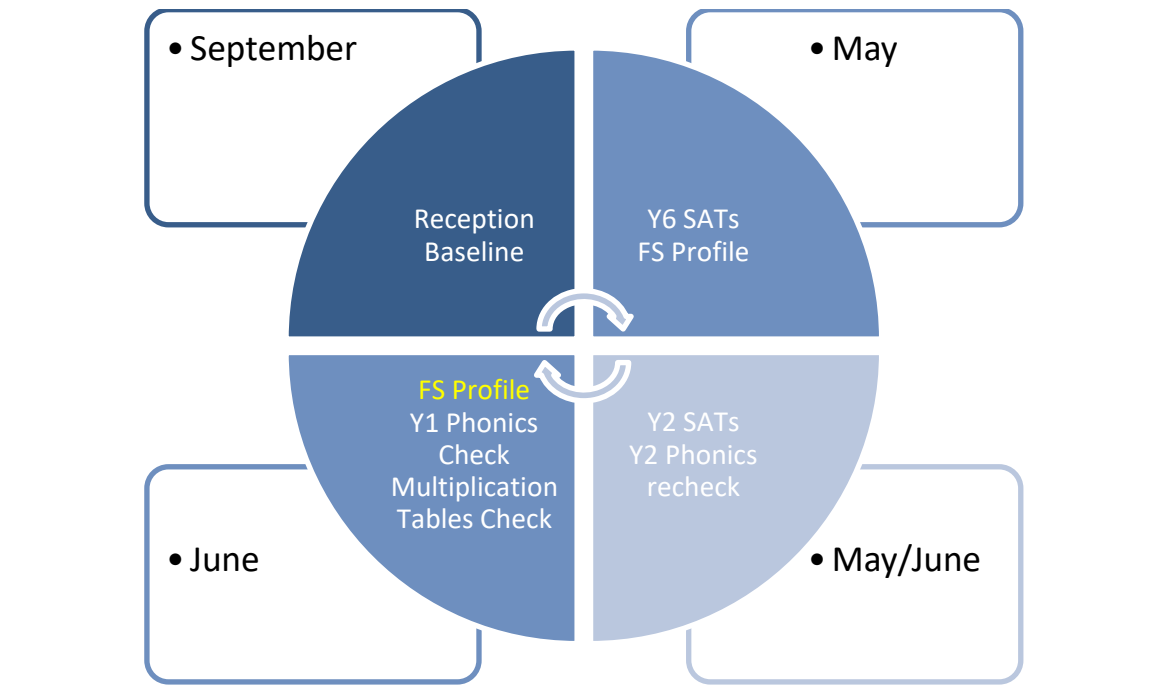 • September
• May
Reception
Baseline
Y6 SATs
FS Profile
FS Profile
Y1 Phonics
Check
Multiplication
Tables Check
Y2 SATs
Y2 Phonics
recheck
• June
• May/June